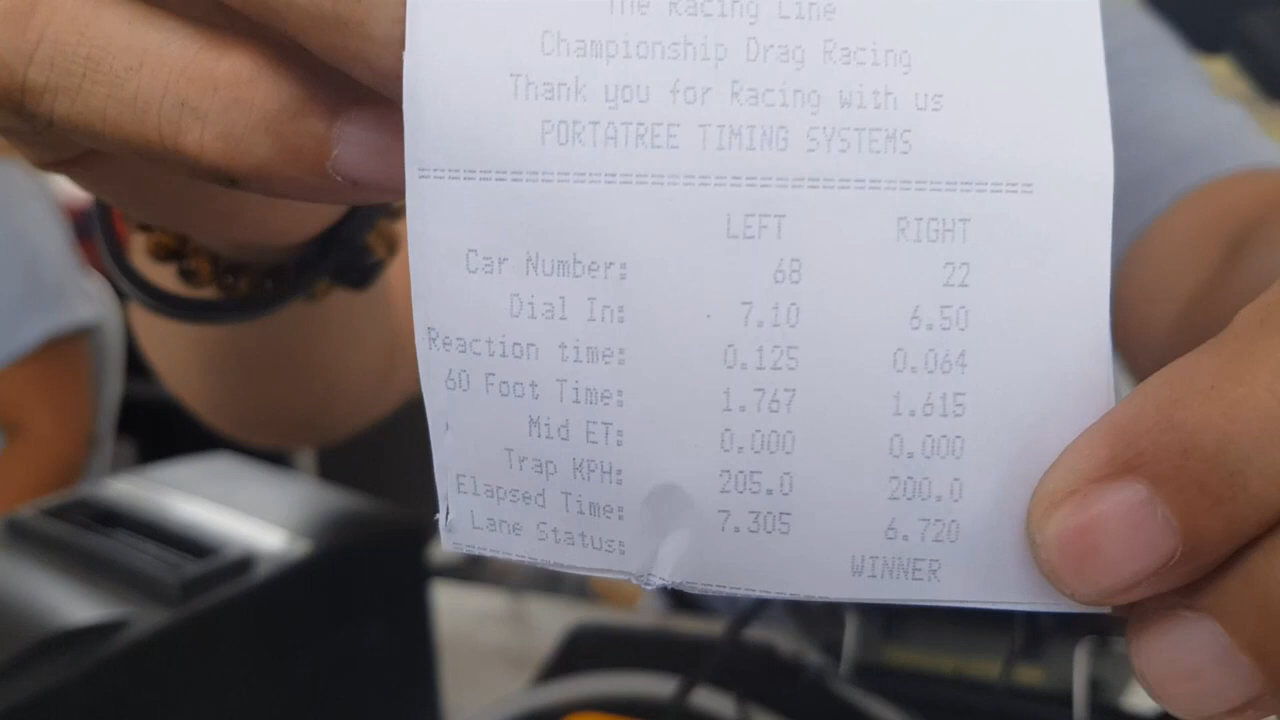 The Racing Line
Championship Drag Racing
Thank you for Racing with us
PORTATREE TIMING SYSTEMS
LEFT RIGHT
Car Number: 68 22
Dial In: 7.10 6.50
Reaction time: 0.125 0.064
60 Foot Time: 1.767 1.615
Mid ET: 0.000 0.000
Trap KPH: 205.0 200.0
Elapsed Time: 7.305 6.720
Lane Status: WINNER